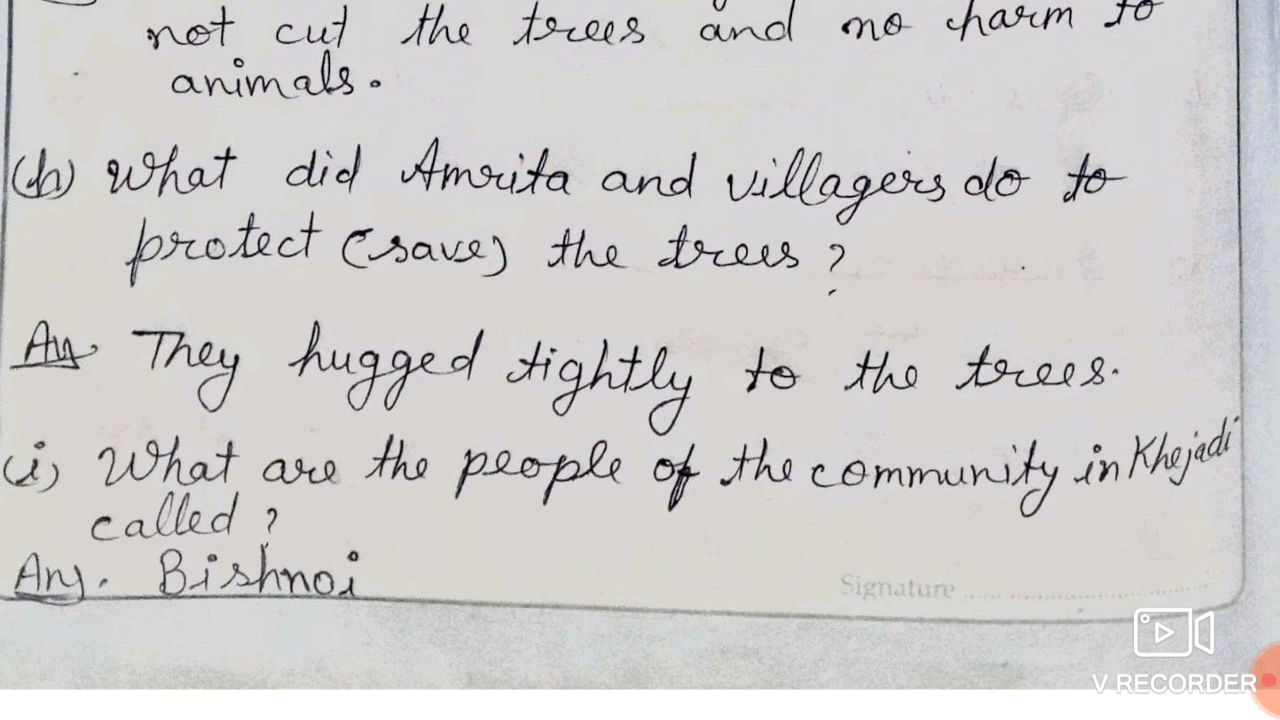 not cut the trees and no charm to
animals.
(h) What did Amrita and villagers do to
protect (save) the trees?
Ans They hugged tightly to the trees.
(i) What are the people of the community in Khejadi
called?
Ans. Bishnoi
Signature
V RECORDER